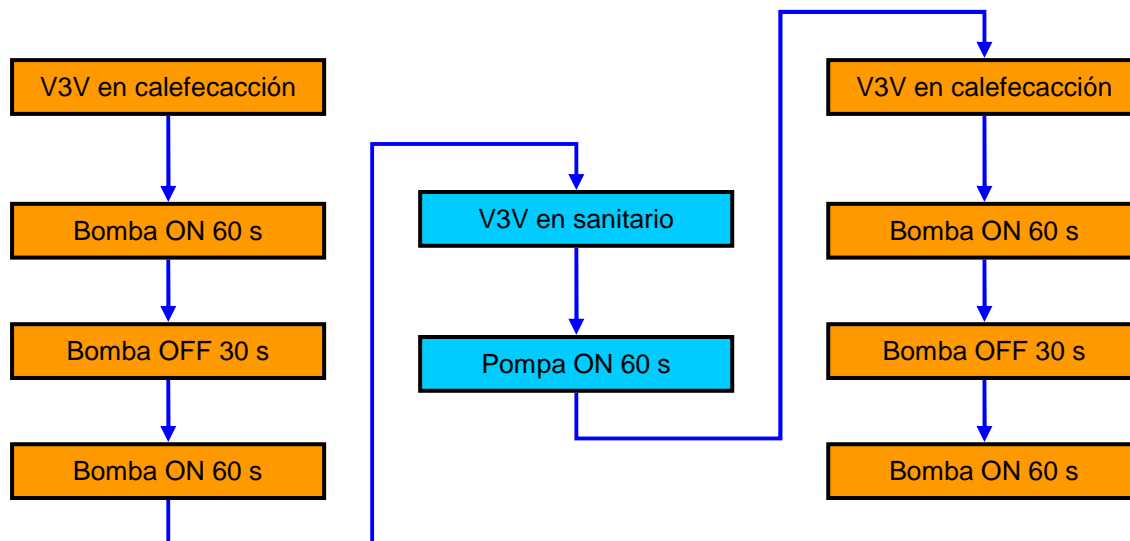 V3V en calefecacción
Bomba ON 60 s
Bomba OFF 30 s
Bomba ON 60 s
V3V en sanitario
Pompa ON 60 s
V3V en calefecacción
Bomba ON 60 s
Bomba OFF 30 s
Bomba ON 60 s